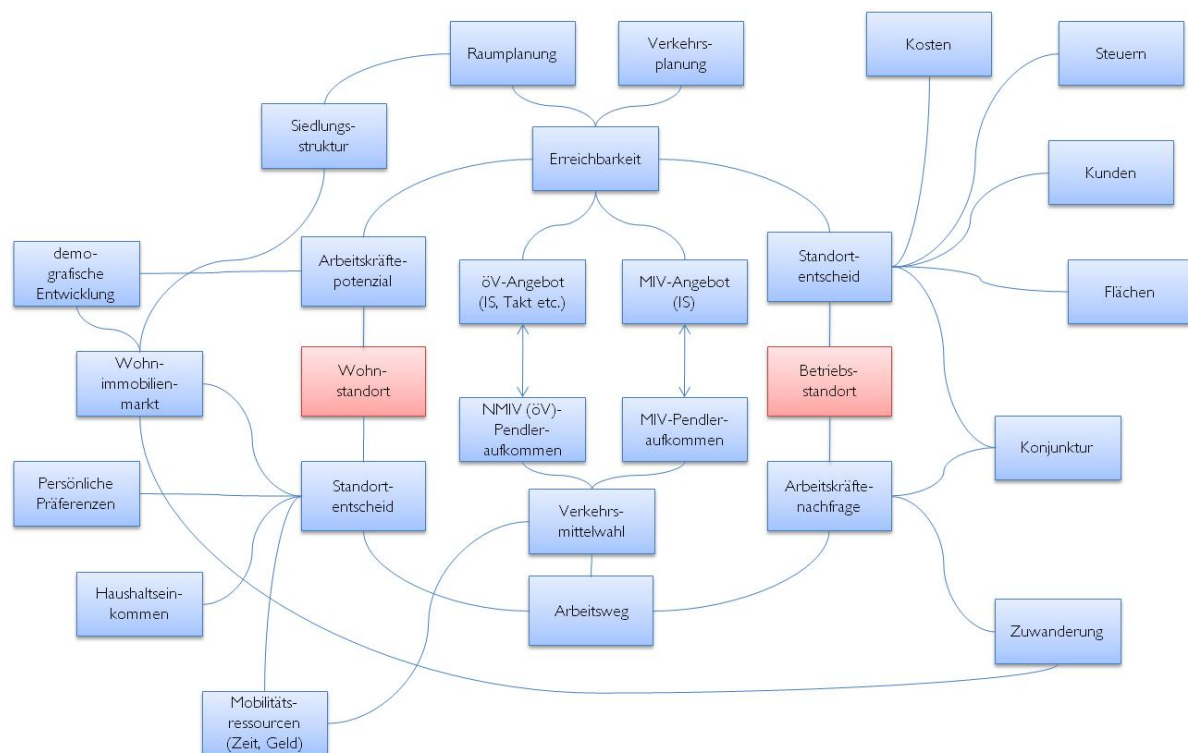 Raumplanung
Verkehrs-
planung
Kosten
Steuern
Siedlungs-
struktur
Erreichbarkeit
Kunden
demo-
grafische
Entwicklung
Arbeitskräfte-
potenzial
öV-Angebot
(IS, Takt etc.)
MIV-Angebot
(IS)
Standort-
entscheid
Flächen
Wohn-
immobilien-
markt
Wohn-
standort
Betriebs-
standort
NMIV (öV)-
Pendler-
aufkommen
MIV-Pendler-
aufkommen
Konjunktur
Persönliche
Präferenzen
Standort-
entscheid
Verkehrs-
mittelwahl
Arbeitskräfte-
nachfrage
Haushaltsein-
kommen
Arbeitsweg
Zuwanderung
Mobilitäts-
ressourcen
(Zeit, Geld)